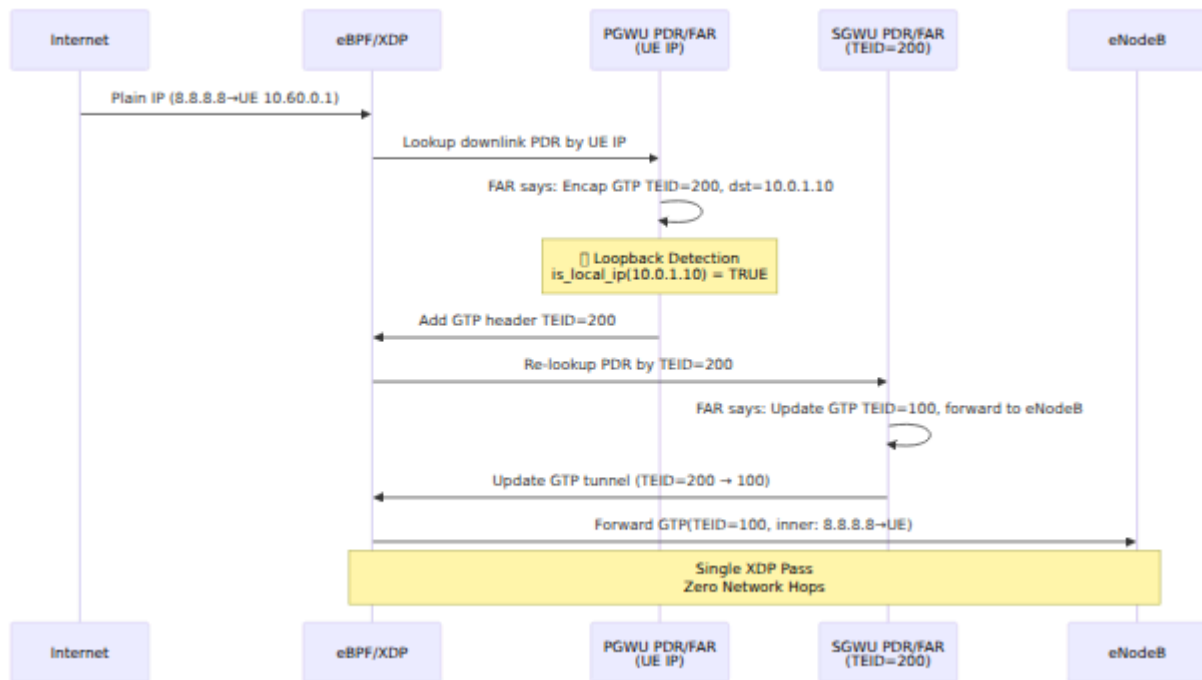 Internet
eBPF/XDP
PGWU PDR/FAR
(UE IP)
SGWU PDR/FAR
(TEID=200)
eNodeB
Plain IP (8.8.8.8→UE 10.60.0.1)
Lookup downlink PDR by UE IP
FAR says: Encap GTP TEID=200, dst=10.0.1.10
Loopback Detection
is_local_ip(10.0.1.10) = TRUE
Add GTP header TEID=200
Re-lookup PDR by TEID=200
FAR says: Update GTP TEID=100, forward to eNodeB
Update GTP tunnel (TEID=200 → 100)
Forward GTP(TEID=100, inner: 8.8.8.8→UE)
Single XDP Pass
Zero Network Hops
Internet
eBPF/XDP
PGWU PDR/FAR
(UE IP)
SGWU PDR/FAR
(TEID=200)
eNodeB